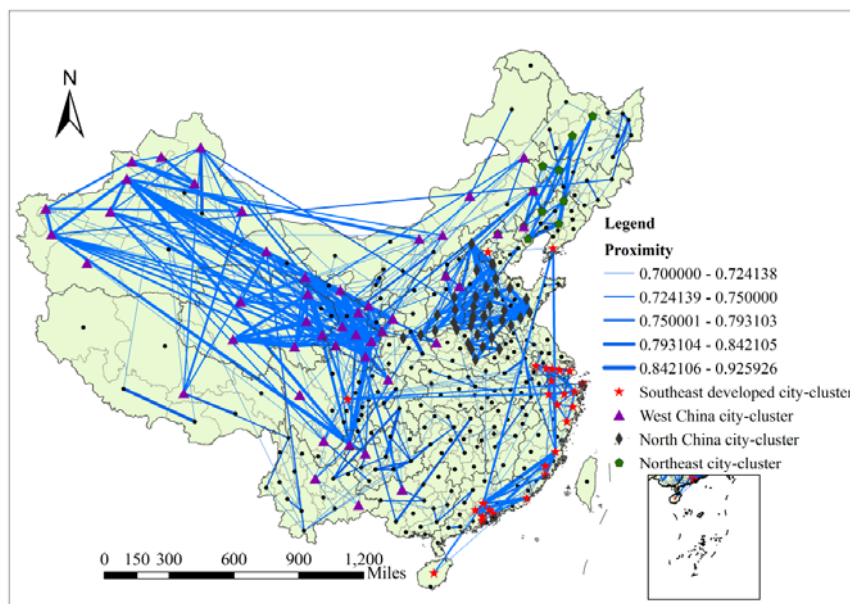 N
Legend
Proximity
0.700000 - 0.724138
0.724139 - 0.750000
0.750001 - 0.793103
0.793104 - 0.842105
0.842106 - 0.925926
Southeast developed city-cluster
West China city-cluster
North China city-cluster
Northeast city-cluster
0 150 300 600 900 1,200
Miles